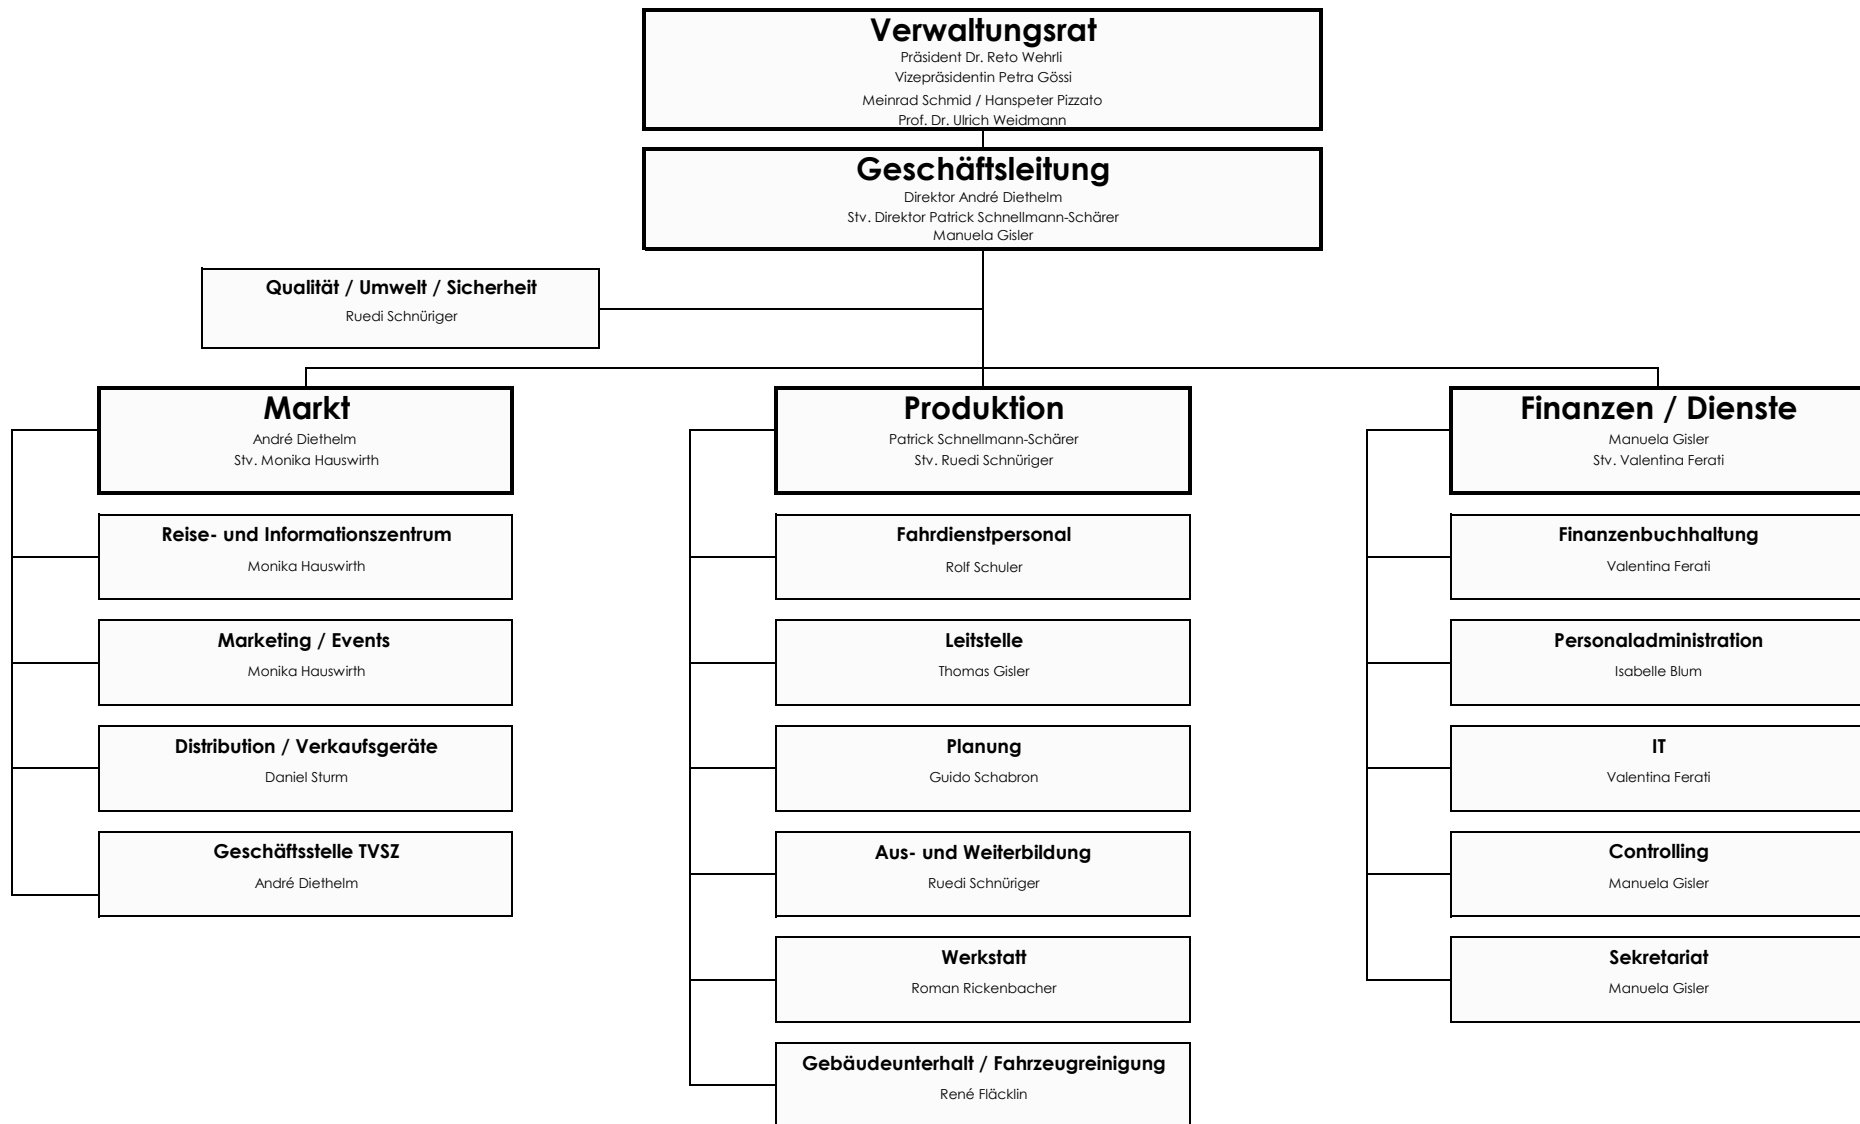 Verwaltungsrat
Präsident Dr. Reto Wehrli
Vizepräsidentin Petra Gössi
Meinrad Schmid / Hanspeter Pizzato
Prof. Dr. Ulrich Weidmann
Geschäftsleitung
Direktor André Diethelm
Stv. Direktor Patrick Schnellmann-Schärer
Manuela Gisler
Qualität / Umwelt / Sicherheit
Ruedi Schnüriger
Markt
André Diethelm
Stv. Monika Hauswirth
Reise- und Informationszentrum
Monika Hauswirth
Marketing / Events
Monika Hauswirth
Distribution / Verkaufsgeräte
Daniel Sturm
Geschäftsstelle TVSZ
André Diethelm
Produktion
Patrick Schnellmann-Schärer
Stv. Ruedi Schnüriger
Fahrdienstpersonal
Rolf Schuler
Leitstelle
Thomas Gisler
Planung
Guido Schabron
Aus- und Weiterbildung
Ruedi Schnüriger
Werkstatt
Roman Rickenbacher
Gebäudeunterhalt / Fahrzeugreinigung
René Fläcklin
Finanzen / Dienste
Manuela Gisler
Stv. Valentina Ferati
Finanzenbuchhaltung
Valentina Ferati
Personaladministration
Isabelle Blum
IT
Valentina Ferati
Controlling
Manuela Gisler
Sekretariat
Manuela Gisler